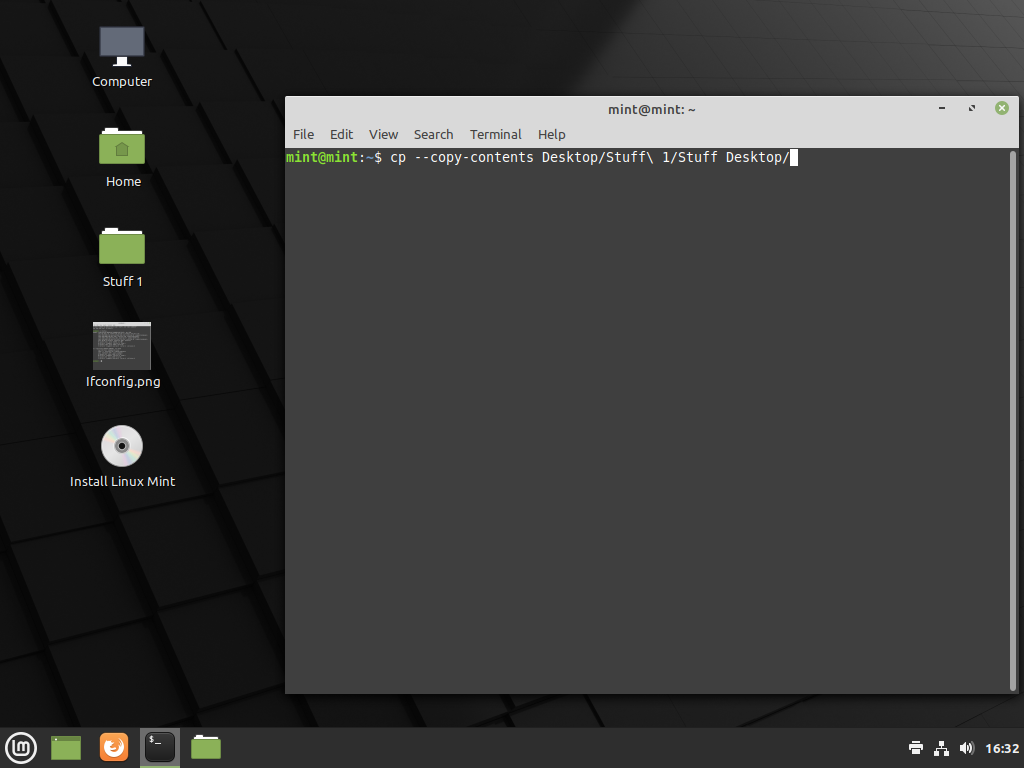 Computer
Home
Stuff 1
Ifconfig.png
Install Linux Mint
mint@mint: ~
File Edit View Search Terminal Help
mint@mint:~$ cp --copy-contents Desktop/Stuff\ 1/Stuff Desktop/
$_
16:32